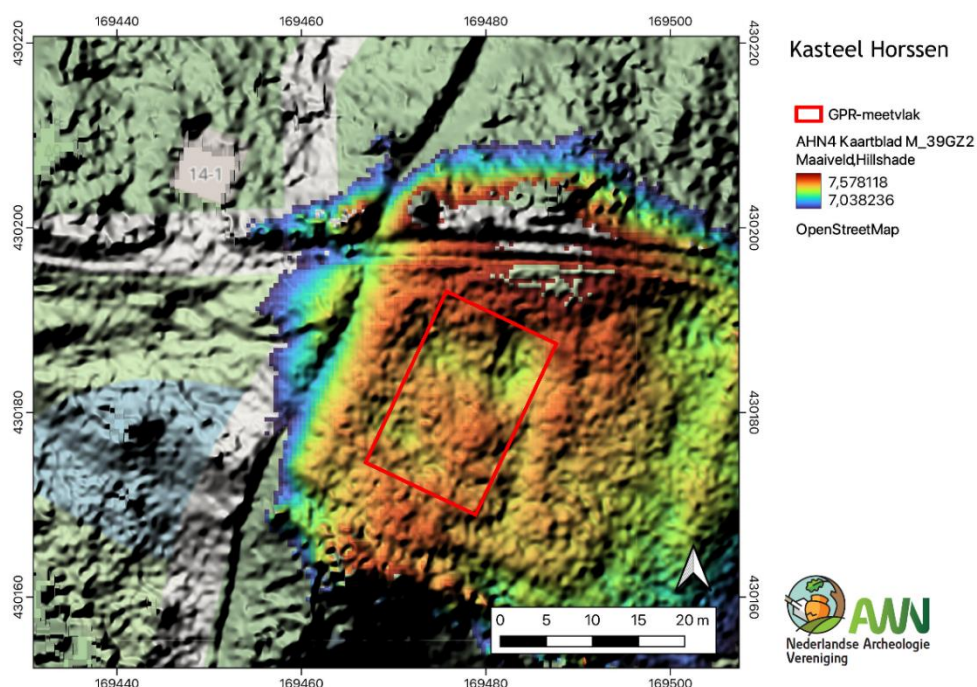 169440 169460 169480 169500
430220 430220
Kasteel Horssen
GPR-meetvlak
AHN4 Kaartblad M_39GZ2
Maaiveld,Hillshade
7,578118
7,038236
OpenStreetMap
14-1
430200 430200
430180 430180
430160 430160
0 5 10 15 20 m
AWN
Nederlandse Archeologie
Vereniging
169440 169460 169480 169500